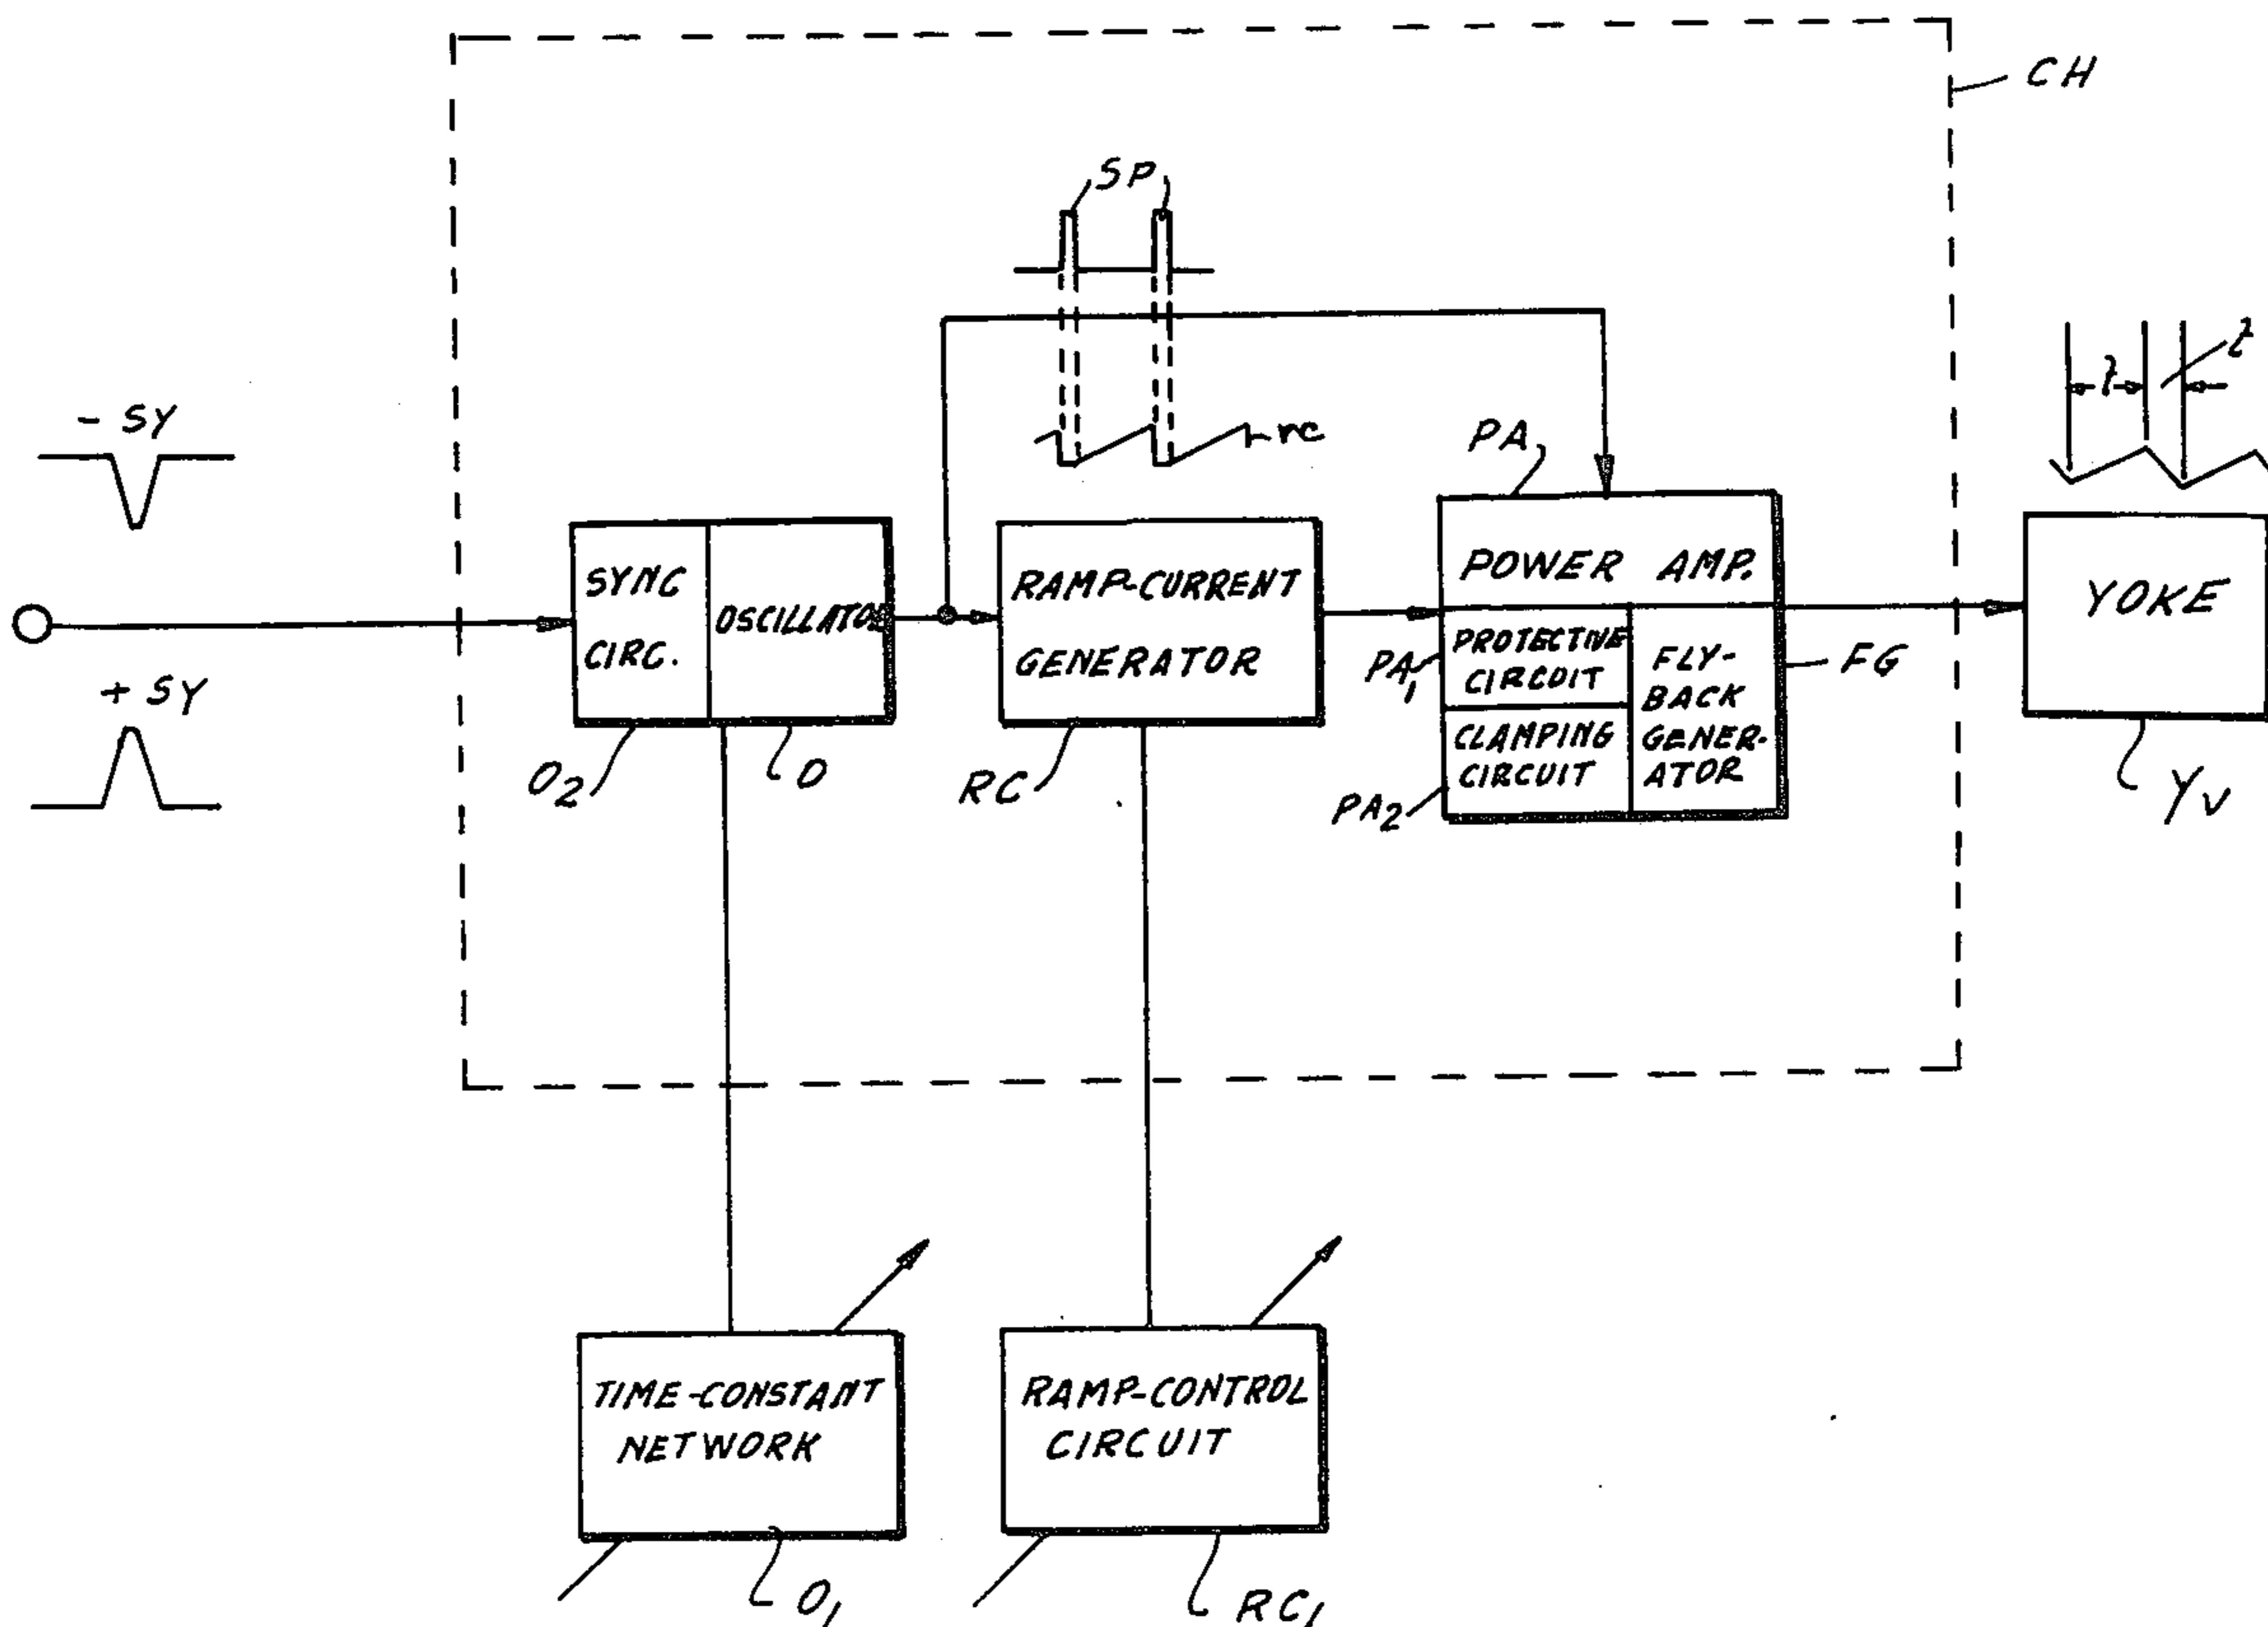 CH
SP
- SY
rc
PA
SYNC
CIRC.
OSCILLATOR
RAMP-CURRENT
GENERATOR
POWER AMP.
PROTECTIVE
CIRCUIT
CLAMPING
CIRCUIT
FLY-
BACK
GENER-
ATOR
YOKE
+ SY
PA1
FG
O2
O
RC
PA2
Yv
TIME-CONSTANT
NETWORK
RAMP-CONTROL
CIRCUIT
O1
RC1